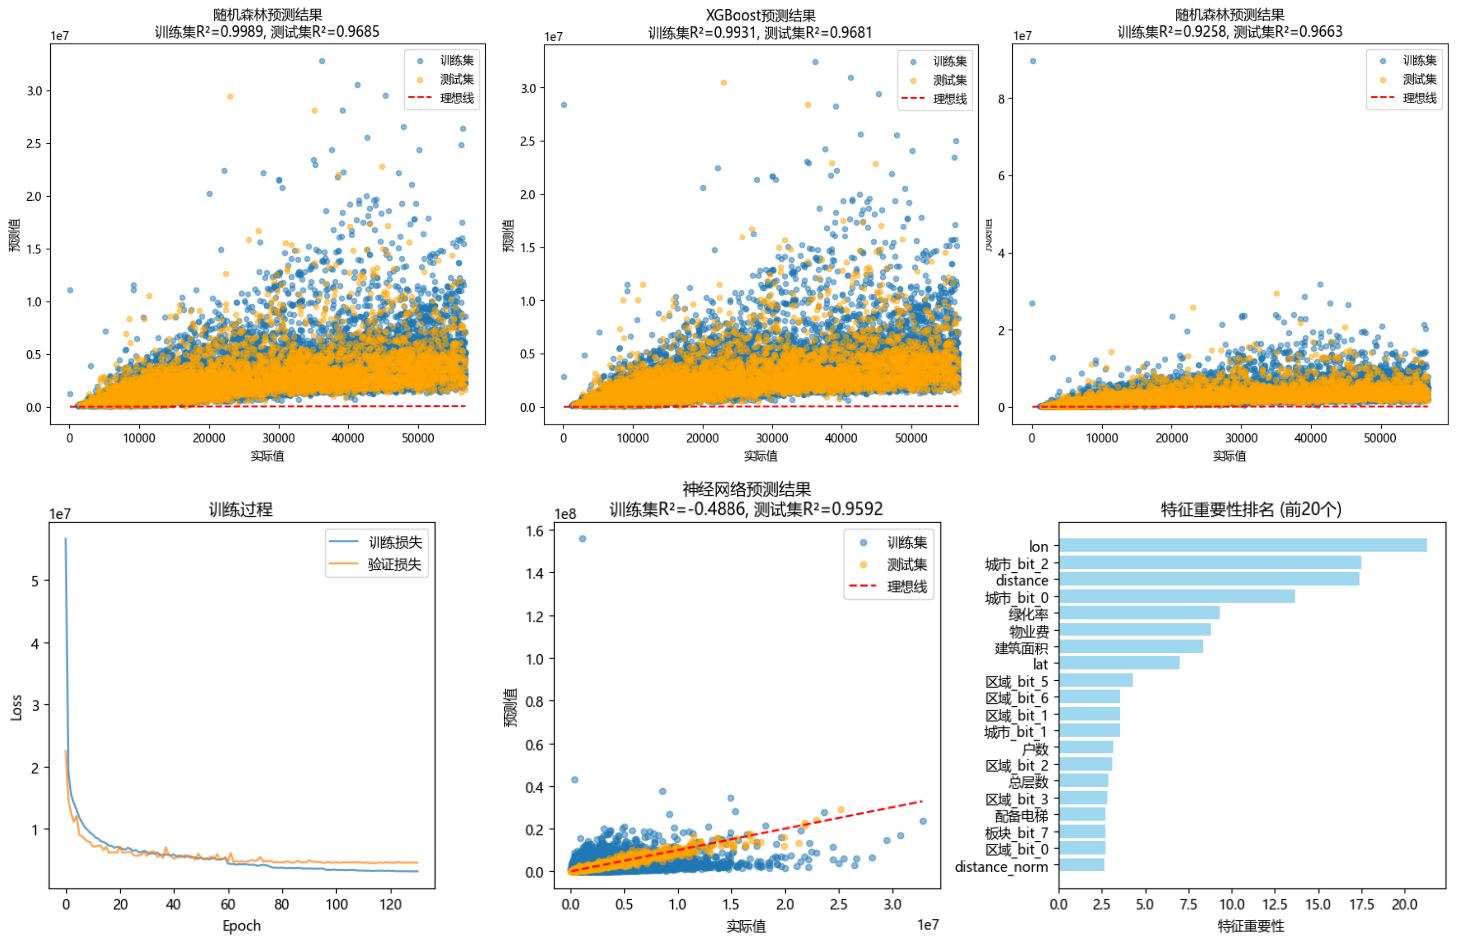 随机森林预测结果
训练集R²=0.9989, 测试集R²=0.9685
1e7
训练集
测试集
理想线
3.0
2.5
2.0
1.5
1.0
0.5
0.0
预测值
0
10000
20000
30000
40000
50000
实际值
XGBoost预测结果
训练集R²=0.9931, 测试集R²=0.9681
1e7
训练集
测试集
理想线
3.0
2.5
2.0
1.5
1.0
0.5
0.0
预测值
0
10000
20000
30000
40000
50000
实际值
随机森林预测结果
训练集R²=0.9258, 测试集R²=0.9663
1e7
训练集
测试集
理想线
8
6
4
2
0
预测值
0
10000
20000
30000
40000
50000
实际值
训练过程
1e7
训练损失
验证损失
5
4
3
2
1
Loss
0
20
40
60
80
100
120
Epoch
神经网络预测结果
训练集R²=-0.4886, 测试集R²=0.9592
1e8
训练集
测试集
理想线
1.6
1.4
1.2
1.0
0.8
0.6
0.4
0.2
0.0
预测值
0.0
0.5
1.0
1.5
2.0
2.5
3.0
1e7
实际值
特征重要性排名 (前20个)
lon
城市_bit_2
distance
城市_bit_0
绿化率
物业费
建筑面积
lat
区域_bit_5
区域_bit_6
区域_bit_1
城市_bit_1
户数
区域_bit_2
总层数
区域_bit_3
配备电梯
板块_bit_7
区域_bit_0
distance_norm
0.0
2.5
5.0
7.5
10.0
12.5
15.0
17.5
20.0
特征重要性